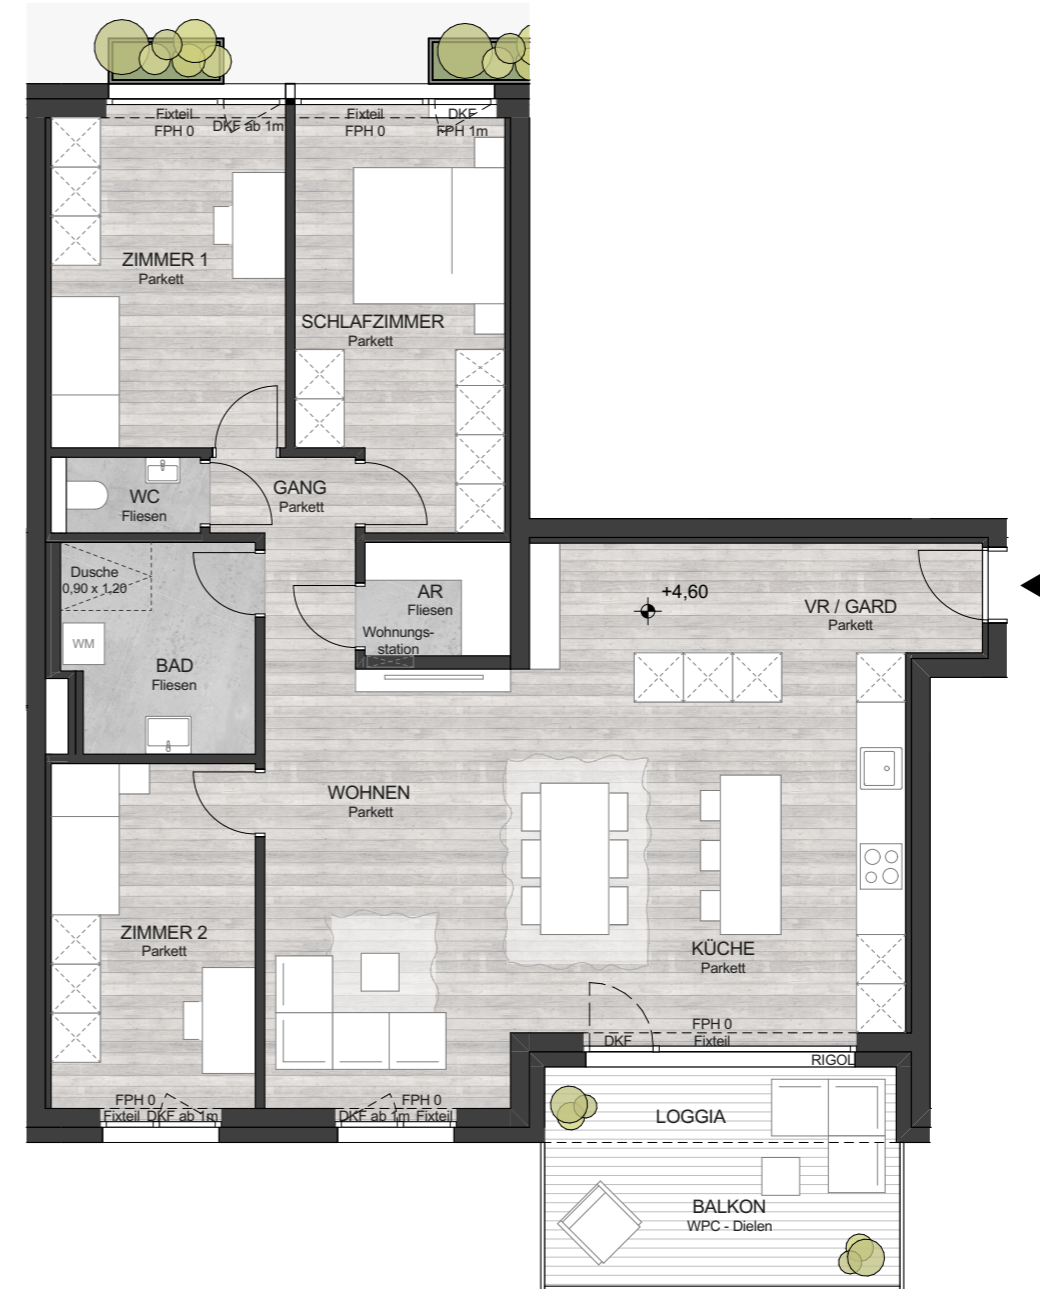 Fixteil
FPH 0
DKF ab 1m
Fixteil
FPH 0
DKF
FPH 1m
ZIMMER 1
Parkett
SCHLAFZIMMER
Parkett
WC
Fliesen
GANG
Parkett
Dusche
0,90 x 1,20
WM
BAD
Fliesen
AR
Fliesen
Wohnungs-
station
+4,60
VR / GARD
Parkett
WOHNEN
Parkett
ZIMMER 2
Parkett
KÜCHE
Parkett
FPH 0
DKF
Fixteil
RIGOL
FPH 0
Fixteil DKF ab 1m
FPH 0
DKF ab 1m Fixteil
LOGGIA
BALKON
WPC - Dielen